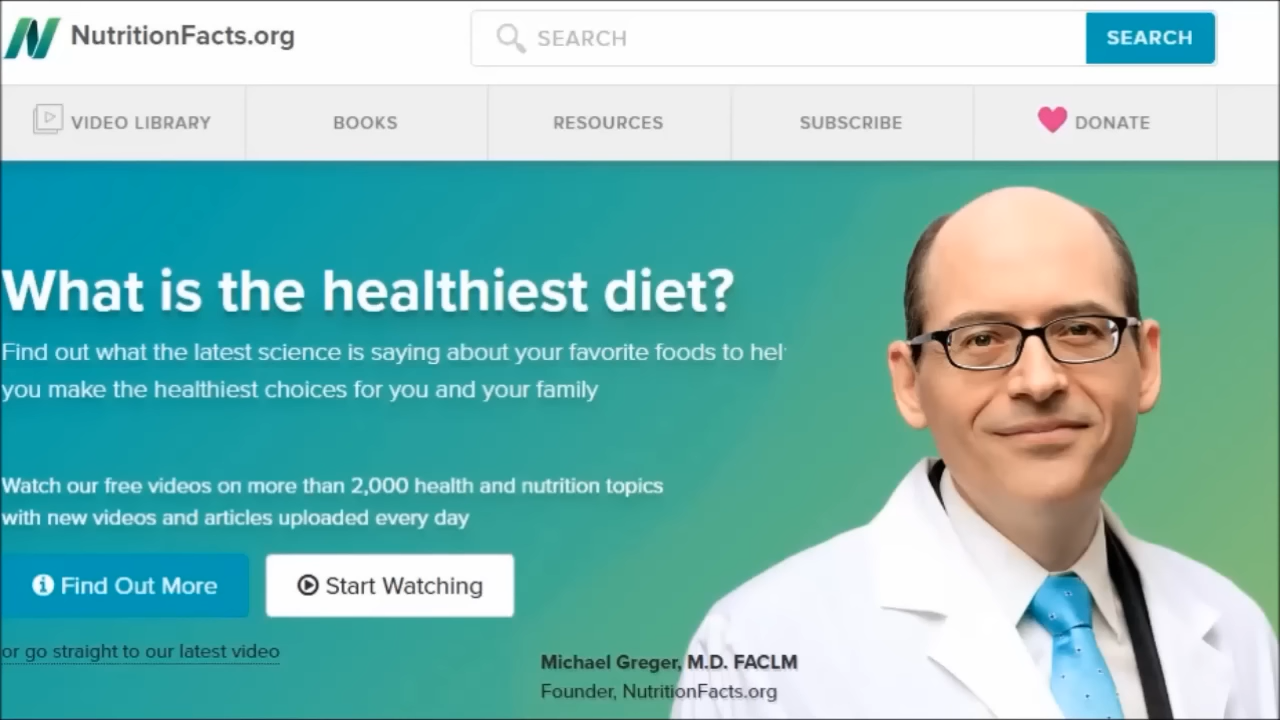 NutritionFacts.org
SEARCH
SEARCH
VIDEO LIBRARY
BOOKS
RESOURCES
SUBSCRIBE
DONATE
What is the healthiest diet?
Find out what the latest science is saying about your favorite foods to hel
you make the healthiest choices for you and your family
Watch our free videos on more than 2,000 health and nutrition topics
with new videos and articles uploaded every day
Find Out More
Start Watching
or go straight to our latest video
Michael Greger, M.D. FACLM
Founder, NutritionFacts.org